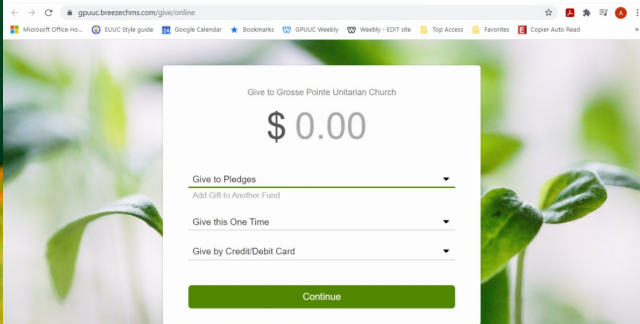 gpuuc.breezechms.com/give/online
A
Microsoft Office Ho... EUUC Style guide 24 Google Calendar Bookmarks GPUUC Weebly Weebly - EDIT site Top Access Favorites E Copier Auto Read »
Give to Grosse Pointe Unitarian Church
$ 0.00
Give to Pledges
Add Gift to Another Fund
Give this One Time
Give by Credit/Debit Card
Continue